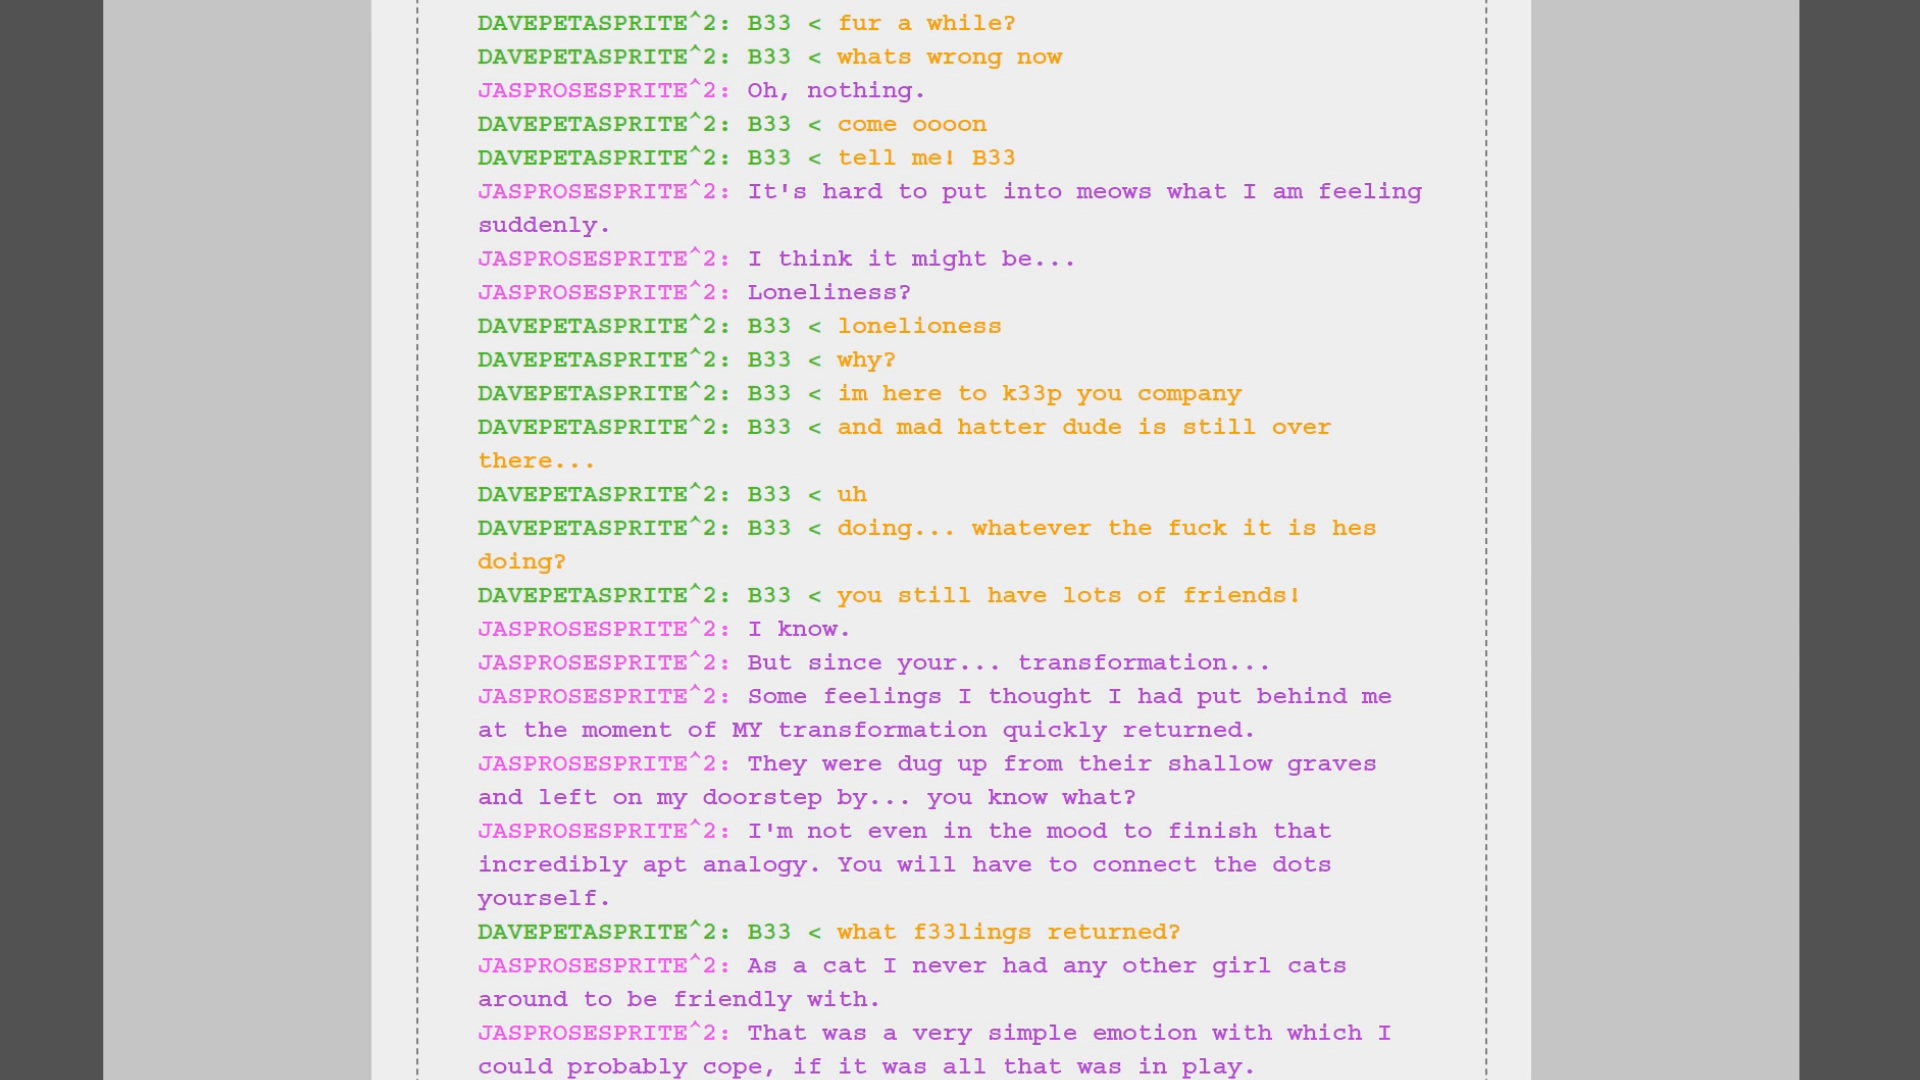 DAVEPETASPRITE^2: B33 < fur a while?
DAVEPETASPRITE^2: B33 < whats wrong now
JASPROSESPRITE^2: Oh, nothing.
DAVEPETASPRITE^2: B33 < come oooon
DAVEPETASPRITE^2: B33 < tell me! B33
JASPROSESPRITE^2: It's hard to put into meows what I am feeling
suddenly.
JASPROSESPRITE^2: I think it might be...
JASPROSESPRITE^2: Loneliness?
DAVEPETASPRITE^2: B33 < lonelioness
DAVEPETASPRITE^2: B33 < why?
DAVEPETASPRITE^2: B33 < im here to k33p you company
DAVEPETASPRITE^2: B33 < and mad hatter dude is still over
there...
DAVEPETASPRITE^2: B33 < uh
DAVEPETASPRITE^2: B33 < doing... whatever the fuck it is hes
doing?
DAVEPETASPRITE^2: B33 < you still have lots of friends!
JASPROSESPRITE^2: I know.
JASPROSESPRITE^2: But since your... transformation...
JASPROSESPRITE^2: Some feelings I thought I had put behind me
at the moment of MY transformation quickly returned.
JASPROSESPRITE^2: They were dug up from their shallow graves
and left on my doorstep by... you know what?
JASPROSESPRITE^2: I'm not even in the mood to finish that
incredibly apt analogy. You will have to connect the dots
yourself.
DAVEPETASPRITE^2: B33 < what f33lings returned?
JASPROSESPRITE^2: As a cat I never had any other girl cats
around to be friendly with.
JASPROSESPRITE^2: That was a very simple emotion with which I
could probably cope, if it was all that was in play.